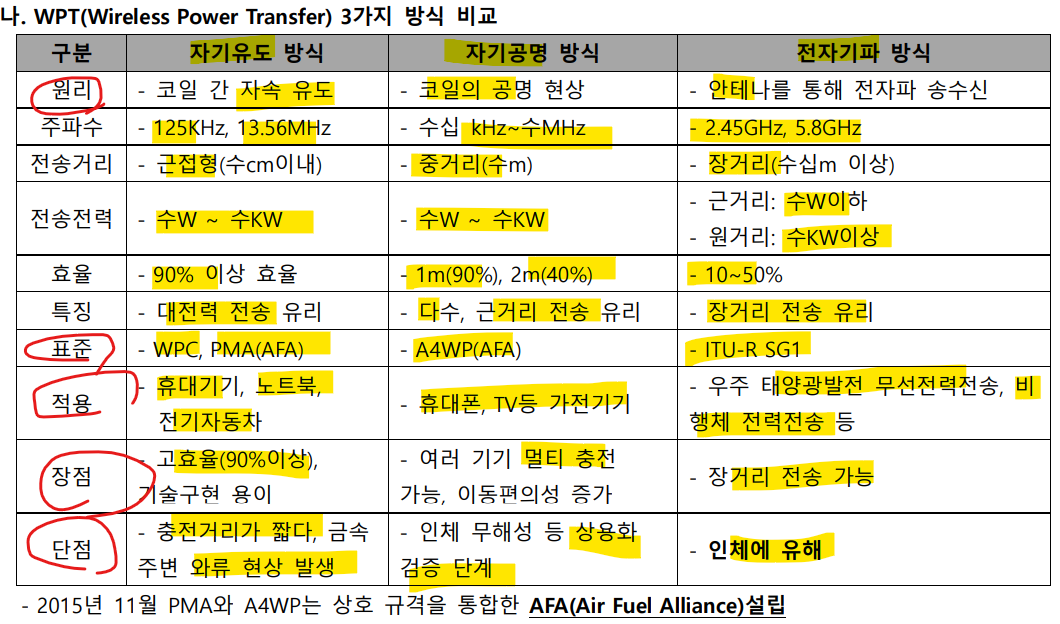 나. WPT(Wireless Power Transfer) 3가지 방식 비교
구분 자기유도 방식 자기공명 방식 전자기파 방식
원리 - 코일 간 자속 유도 - 코일의 공명 현상 - 안테나를 통해 전자파 송수신
주파수 - 125KHz, 13.56MHz - 수십 kHz~수MHz - 2.45GHz, 5.8GHz
전송거리 - 근접형(수cm이내) - 중거리(수m) - 장거리(수십m 이상)
전송전력 - 수W ~ 수KW - 수W ~ 수KW - 근거리: 수W이하
- 원거리: 수KW이상
효율 - 90% 이상 효율 - 1m(90%), 2m(40%) - 10~50%
특징 - 대전력 전송 유리 - 다수, 근거리 전송 유리 - 장거리 전송 유리
표준 - WPC, PMA(AFA) - A4WP(AFA) - ITU-R SG1
적용 - 휴대기기, 노트북,
전기자동차 - 휴대폰, TV등 가전기기 - 우주 태양광발전 무선전력전송, 비
행체 전력전송 등
장점 - 고효율(90%이상),
기술구현 용이 - 여러 기기 멀티 충전
가능, 이동편의성 증가 - 장거리 전송 가능
단점 - 충전거리가 짧다, 금속
주변 와류 현상 발생 - 인체 무해성 등 상용화
검증 단계 - 인체에 유해
- 2015년 11월 PMA와 A4WP는 상호 규격을 통합한 AFA(Air Fuel Alliance)설립